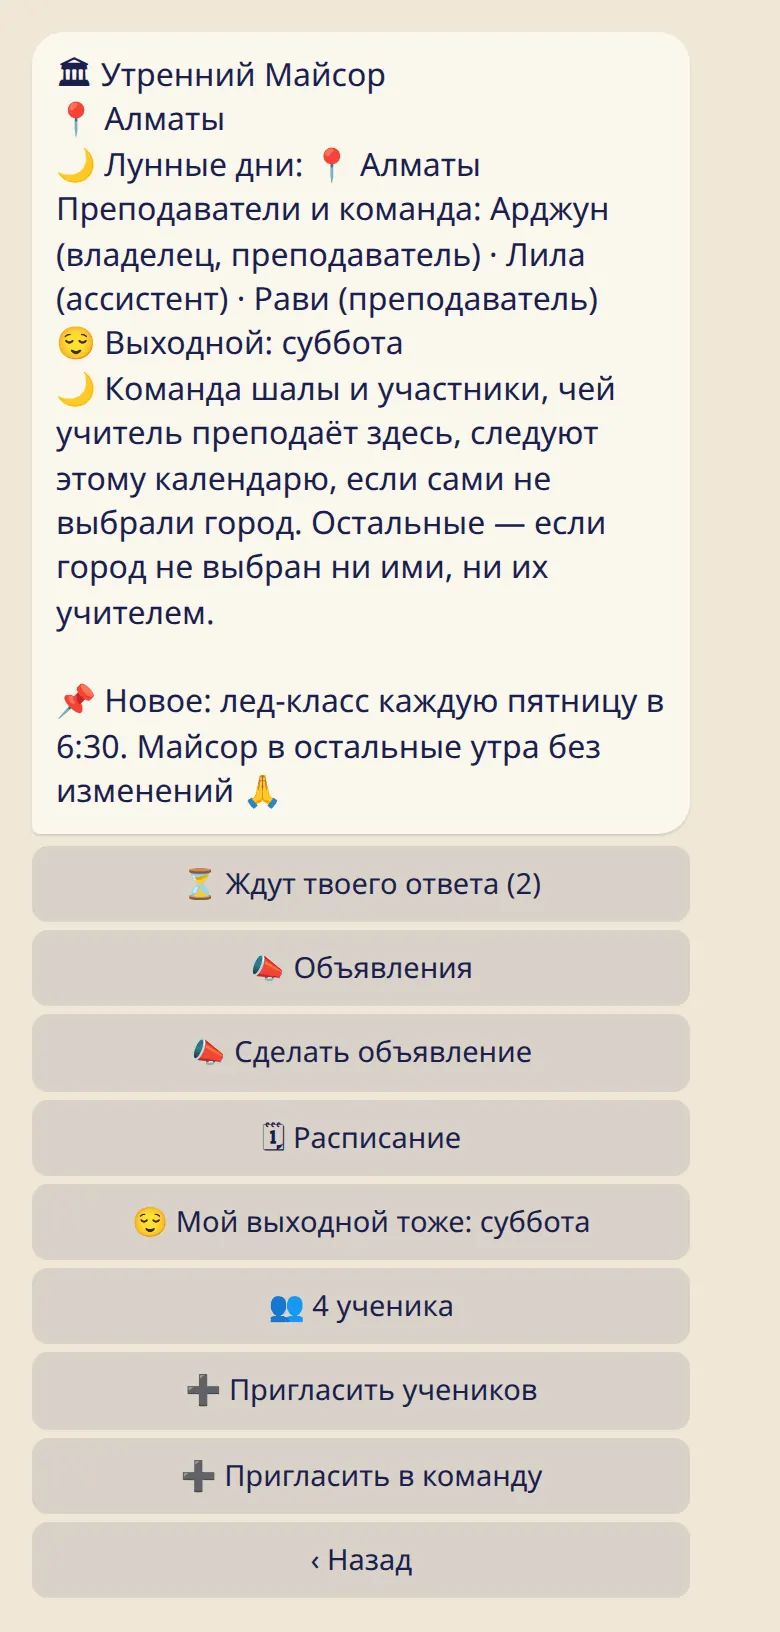 🏛 Утренний Майсор
📍 Алматы
🌙 Лунные дни: 📍 Алматы
Преподаватели и команда: Арджун
(владелец, преподаватель) · Лила
(ассистент) · Рави (преподаватель)
😌 Выходной: суббота
🌙 Команда шалы и участники, чей
учитель преподаёт здесь, следуют
этому календарю, если сами не
выбрали город. Остальные — если
город не выбран ни ими, ни их
учителем.
📌 Новое: лед-класс каждую пятницу в
6:30. Майсор в остальные утра без
изменений 🙏
⏳ Ждут твоего ответа (2)
📣 Объявления
📣 Сделать объявление
🗓 Расписание
😌 Мой выходной тоже: суббота
👥 4 ученика
➕ Пригласить учеников
➕ Пригласить в команду
‹ Назад